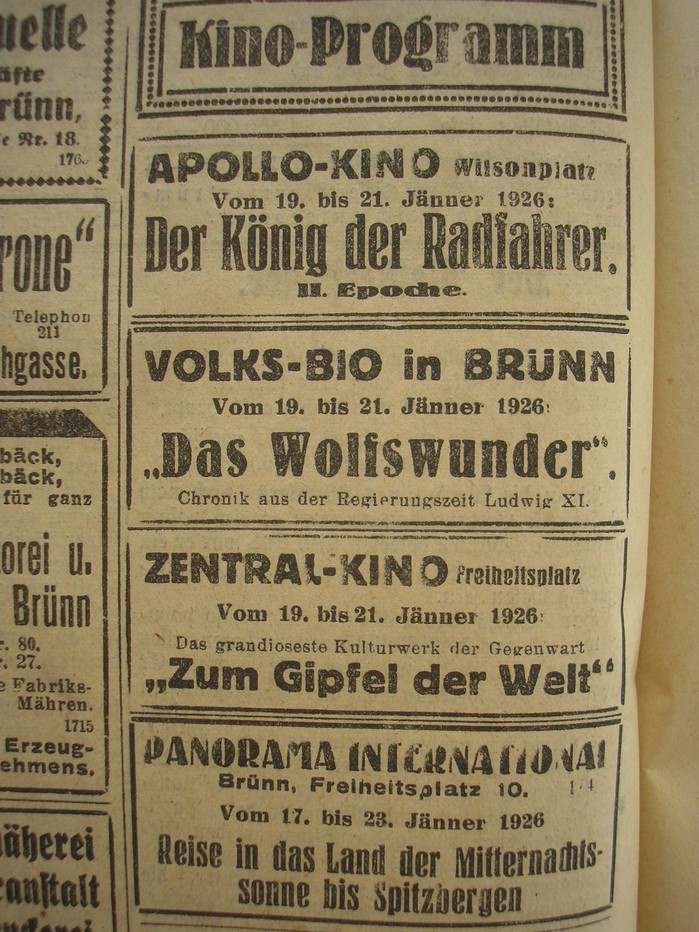 Kino-Programm
APOLLO-KINO Wilsonplatz
Vom 19. bis 21. Jänner 1926:
Der König der Radfahrer.
II. Epoche.
VOLKS-BIO in BRÜNN
Vom 19. bis 21. Jänner 1926:
„Das Wolfswunder“.
Chronik aus der Regierungszeit Ludwig XI.
ZENTRAL-KINO Freiheitsplatz
Vom 19. bis 21. Jänner 1926:
Das grandioseste Kulturwerk der Gegenwart
„Zum Gipfel der Welt“
PANORAMA INTERNATIONAL
Brünn, Freiheitsplatz 10.
Vom 17. bis 23. Jänner 1926
Reise in das Land der Mitternachts-
sonne bis Spitzbergen
uelle
äfte
rünn,
Nr. 18.
rone“
Telephon
211
hgasse.
bäck,
bäck,
für ganz
orei u.
Brünn
80.
27.
Fabriks-
Mähren.
1715
Erzeug-
ehmens.
äherei
anstalt